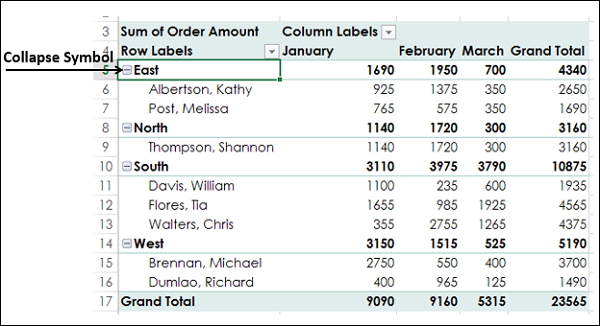 3 Sum of Order Amount Column Labels
4 Row Labels January February March Grand Total
Collapse Symbol
5 East 1690 1950 700 4340
6 Albertson, Kathy 925 1375 350 2650
7 Post, Melissa 765 575 350 1690
8 North 1140 1720 300 3160
9 Thompson, Shannon 1140 1720 300 3160
10 South 3110 3975 3790 10875
11 Davis, William 1100 235 600 1935
12 Flores, Tia 1655 985 1925 4565
13 Walters, Chris 355 2755 1265 4375
14 West 3150 1515 525 5190
15 Brennan, Michael 2750 550 400 3700
16 Dumlao, Richard 400 965 125 1490
17 Grand Total 9090 9160 5315 23565